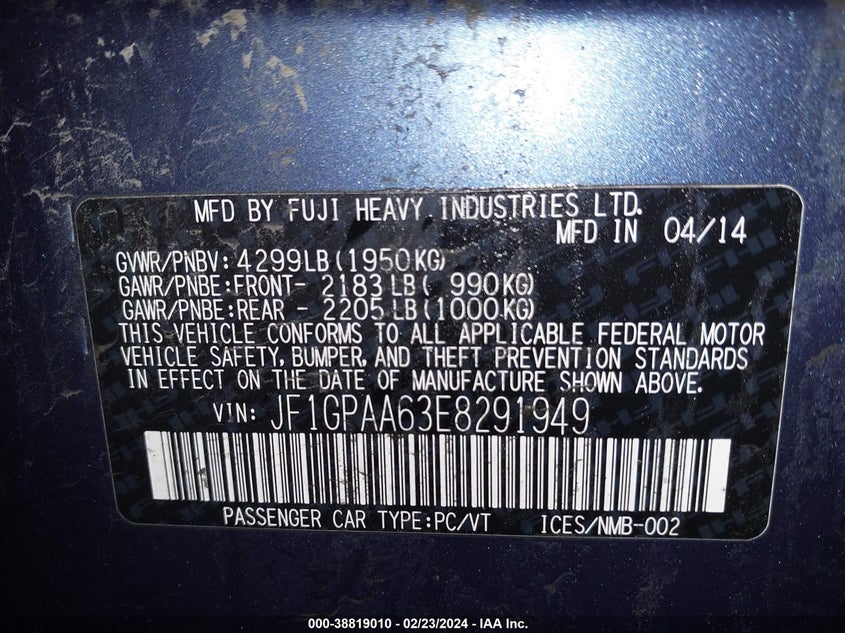 MFD BY FUJI HEAVY INDUSTRIES LTD.
MFD IN 04/14
GVWR/PNBV: 4299LB(1950KG)
GAWR/PNBE:FRONT- 2183LB( 990KG)
GAWR/PNBE:REAR - 2205LB(1000KG)
THIS VEHICLE CONFORMS TO ALL APPLICABLE FEDERAL MOTOR
VEHICLE SAFETY, BUMPER, AND THEFT PREVENTION STANDARDS
IN EFFECT ON THE DATE OF MANUFACTURE SHOWN ABOVE.
VIN: JF1GPAA63E8291949
PASSENGER CAR TYPE:PC/VT ICES/NMB-002
000-38819010 - 02/23/2024 - IAA Inc.